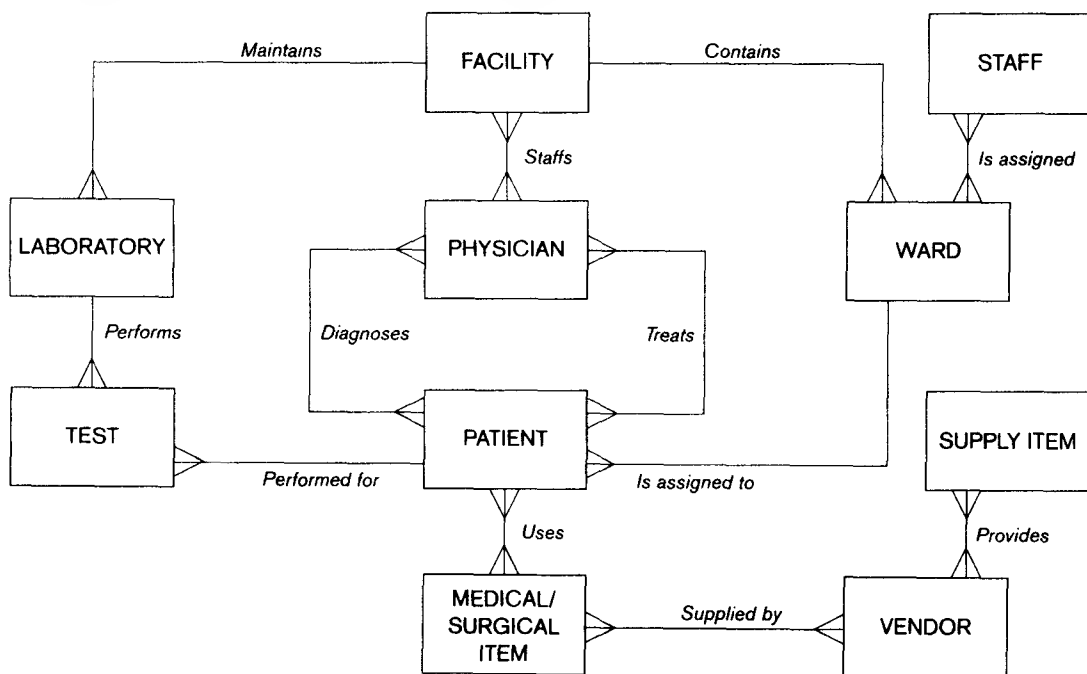 Maintains
FACILITY
Contains
STAFF
Staffs
Is assigned
LABORATORY
PHYSICIAN
WARD
Performs
Diagnoses
Treats
TEST
PATIENT
SUPPLY ITEM
Performed for
Is assigned to
Uses
Provides
MEDICAL/
SURGICAL
ITEM
Supplied by
VENDOR